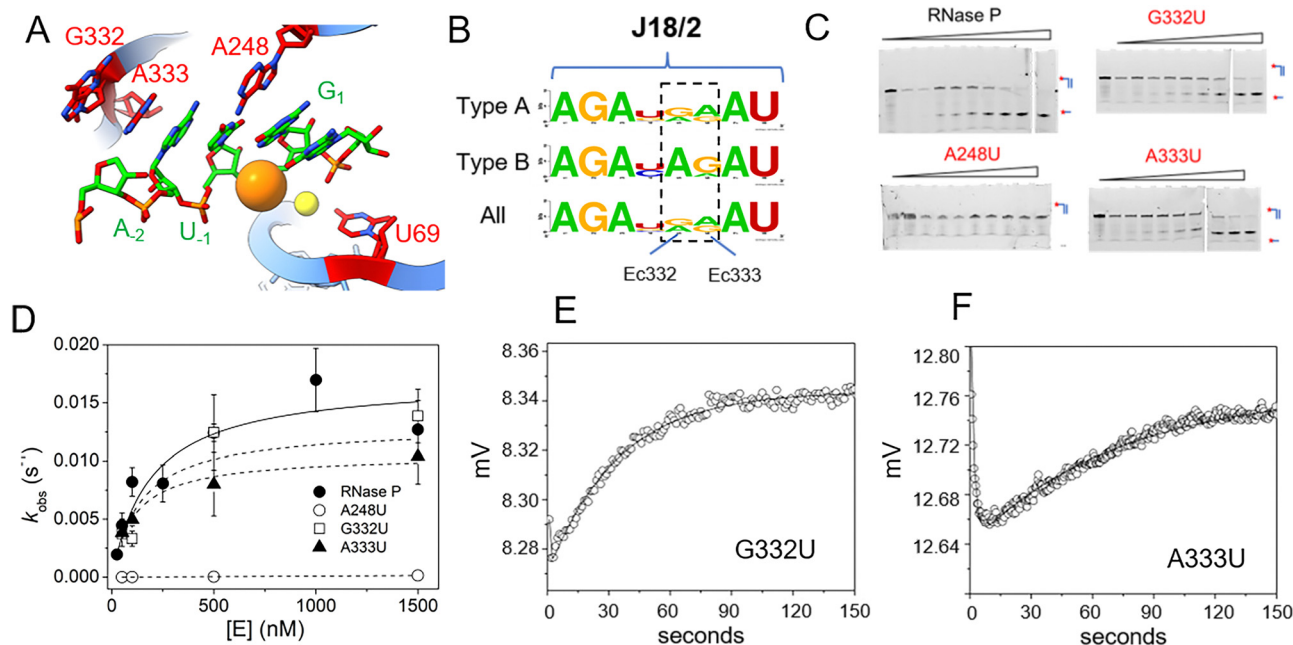 A
G332
A333
A248
G1
A-2
U-1
U69
B
J18/2
Type A
AGAUGAAU
Type B
AGAUAGAU
All
AGAUGAAU
Ec332
Ec333
C
RNase P
G332U
A248U
A333U
D
kobs (s⁻¹)
0.020
0.015
0.010
0.005
0.000
RNase P
A248U
G332U
A333U
0
500
1000
1500
[E] (nM)
E
mV
8.36
8.34
8.32
8.30
8.28
G332U
0
30
60
90
120
150
seconds
F
mV
12.80
12.76
12.72
12.68
12.64
A333U
0
30
60
90
120
150
seconds